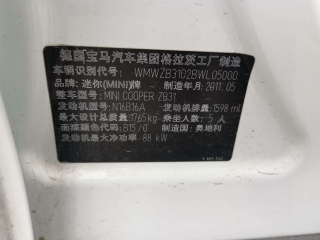 德国宝马汽车集团格拉茨工厂制造
车辆识别代号: WMWZB3102BWL05000
品牌: 迷你(MINI)牌 制造年月: 2011.05
整车型号: MINI COOPER ZB31
发动机型号: N16B16A 发动机排量: 1598 ml
最大设计总质量: 1765 kg 乘坐人数: 5 人
面漆颜色代号: B15/0 制造国: 奥地利
发动机最大净功率: 88 kW